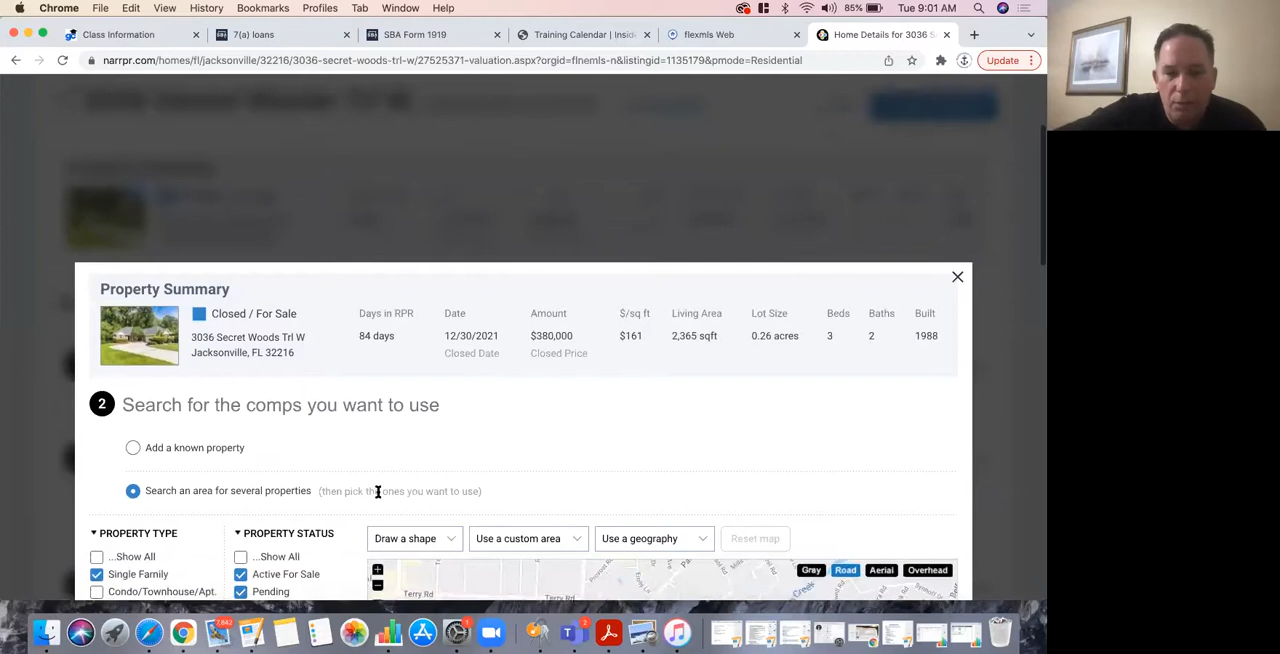 Chrome File Edit View History Bookmarks Profiles Tab Window Help 85% Tue 9:01 AM
Class Information 7(a) loans SBA Form 1919 Training Calendar | Insid flexmls Web Home Details for 3036 S
narrpr.com/homes/fl/jacksonville/32216/3036-secret-woods-trl-w/27525371-valuation.aspx?orgid=flnemls-n&listingid=1135179&pmode=Residential Update
Property Summary
Closed / For Sale Days in RPR Date Amount $/sq ft Living Area Lot Size Beds Baths Built
3036 Secret Woods Trl W 84 days 12/30/2021 $380,000 $161 2,365 sqft 0.26 acres 3 2 1988
Jacksonville, FL 32216 Closed Date Closed Price
2 Search for the comps you want to use
Add a known property
Search an area for several properties (then pick the ones you want to use)
PROPERTY TYPE PROPERTY STATUS Draw a shape Use a custom area Use a geography Reset map
...Show All ...Show All
Single Family Active For Sale + Gray Road Aerial Overhead
Condo/Townhouse/Apt. Pending - Terry Rd Terry Rd Creek
7,842 1 2